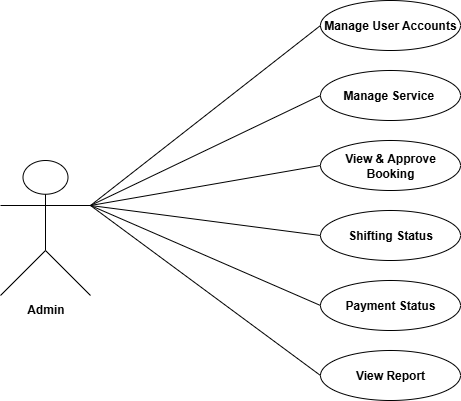 Manage User Accounts
Manage Service
View & Approve
Booking
Shifting Status
Payment Status
View Report
Admin